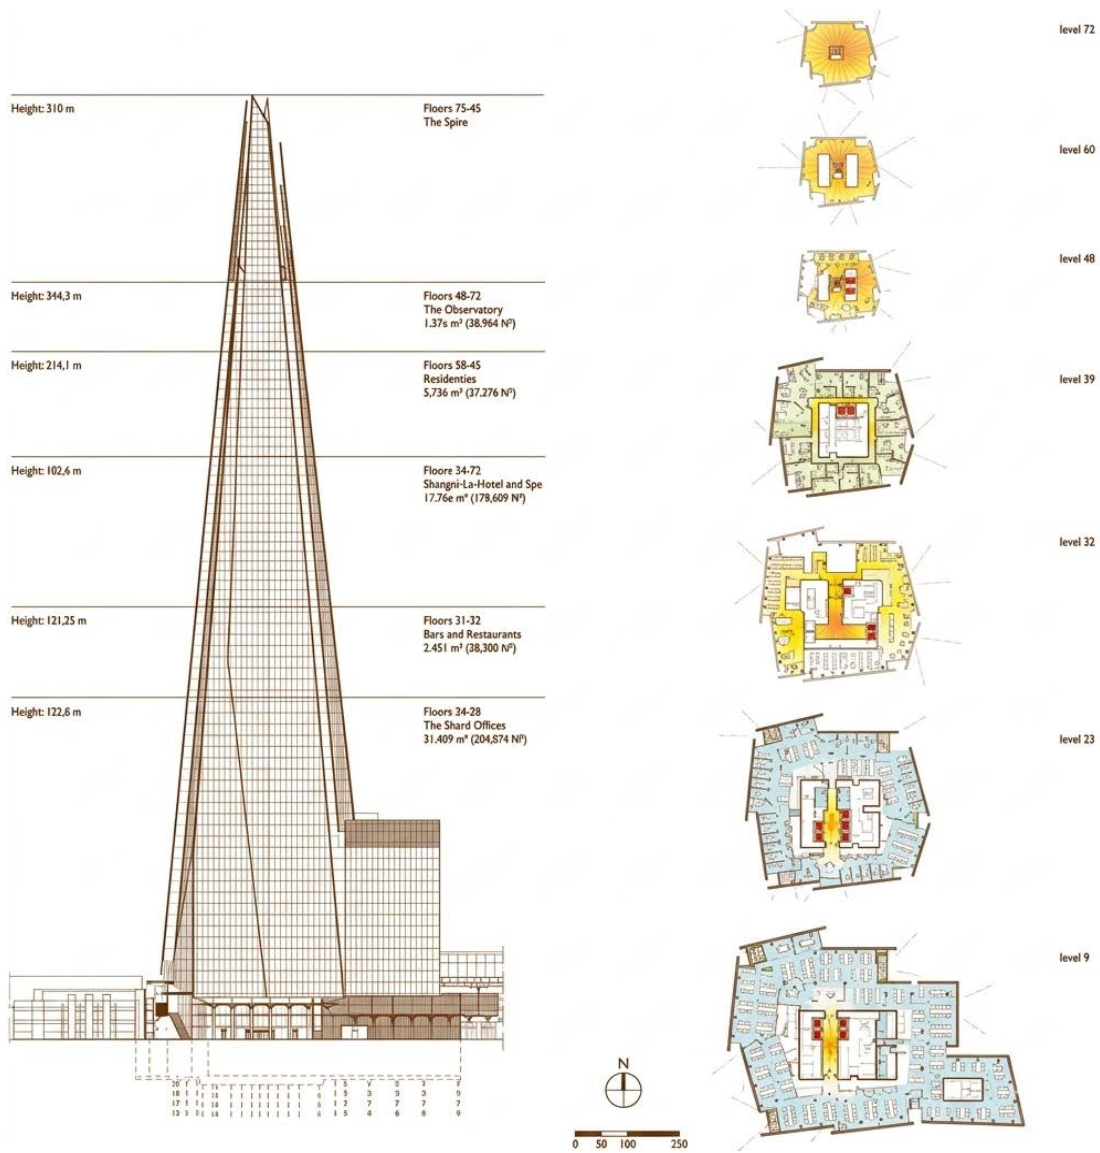 Height: 310 m
Floors 75-45
The Spire
Height: 344,3 m
Floors 48-72
The Observatory
1.37s m² (38.964 N²)
Height: 214,1 m
Floors 58-45
Residenties
5,736 m² (37.276 N²)
Height: 102,6 m
Floore 34-72
Shangni-La-Hotel and Spe
17.76e m² (178,609 N²)
Height: 121,25 m
Floors 31-32
Bars and Restaurants
2.451 m² (38,300 N²)
Height: 122,6 m
Floors 24-28
The Shard Offices
31.409 m² (204,874 N²)
level 72
level 60
level 48
level 39
level 32
level 23
level 9
N
0 50 100 250